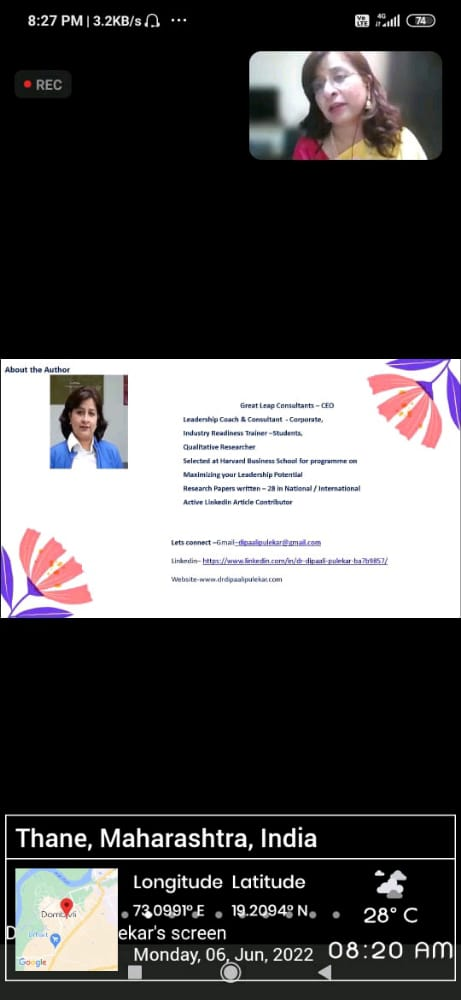 8:27 PM | 3.2KB/s
Vo LTE 4G 74
REC
About the Author
Great Leap Consultants – CEO
Leadership Coach & Consultant - Corporate,
Industry Readiness Trainer –Students,
Qualitative Researcher
Selected at Harvard Business School for programme on
Maximizing your Leadership Potential
Research Papers written – 28 in National / International
Active Linkedin Article Contributor
Lets connect –Gmail-dipaalipulekar@gmail.com
Linkedin– https://www.linkedin.com/in/dr-dipaali-pulekar-ba7b9857/
Website-www.drdipaalipulekar.com
Thane, Maharashtra, India
Longitude Latitude
73.0991° E 19.2094° N
28° C
Dombivli
ekar's screen
Monday, 06, Jun, 2022 08:20 AM
Google